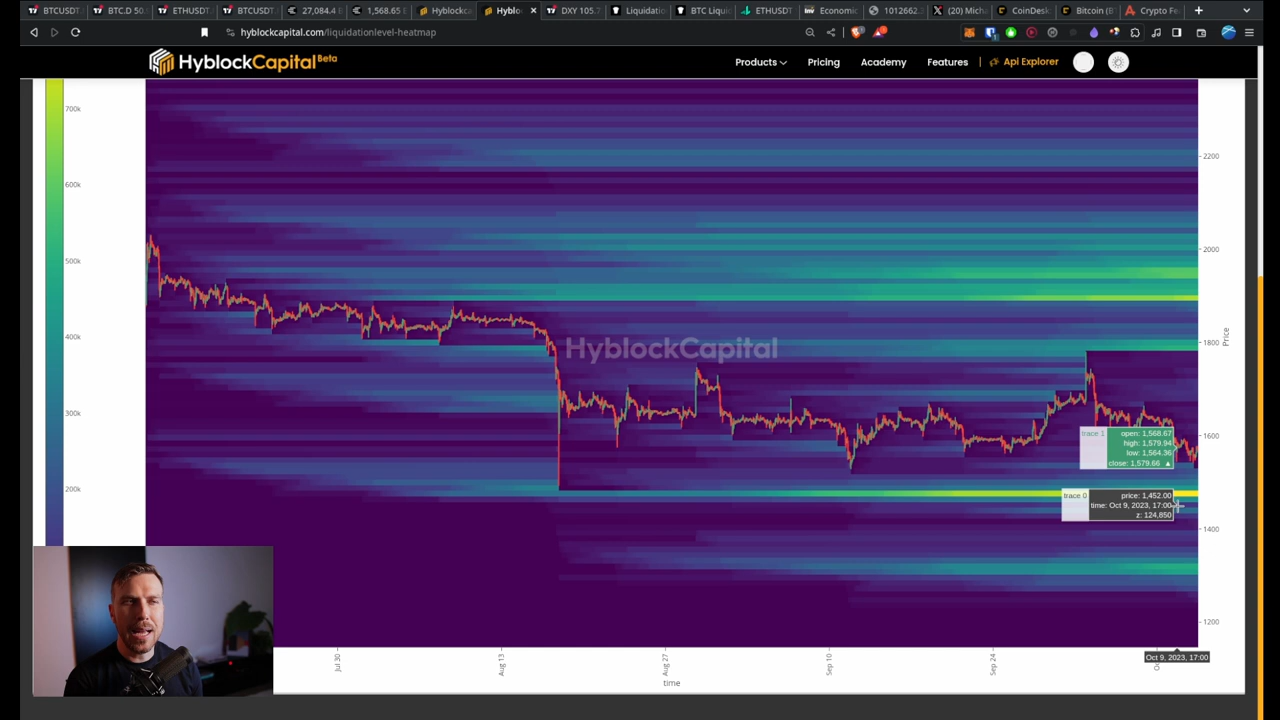 BTCUSDT
BTC.D 50.
ETHUSDT.
BTCUSDT.
27,084.4 B
1,568.65 E
Hyblockca
Hyblo
DXY 105.7
Liquidatio
BTC Liquid
ETHUSDT
Economic
1012662.
(20) Mich
CoinDesk
Bitcoin (B
Crypto Fe
hyblockcapital.com/liquidationlevel-heatmap
HyblockCapital Beta
Products
Pricing
Academy
Features
Api Explorer
700k
600k
500k
400k
300k
200k
2200
2000
1800
1600
1400
1200
Price
HyblockCapital
trace 1
open: 1,568.67
high: 1,579.94
low: 1,564.36
close: 1,579.66 ▲
trace 0
price: 1,452.00
time: Oct 9, 2023, 17:00
z: 124,850
Jul 30
Aug 13
Aug 27
Sep 10
Sep 24
Oct 9, 2023, 17:00
time